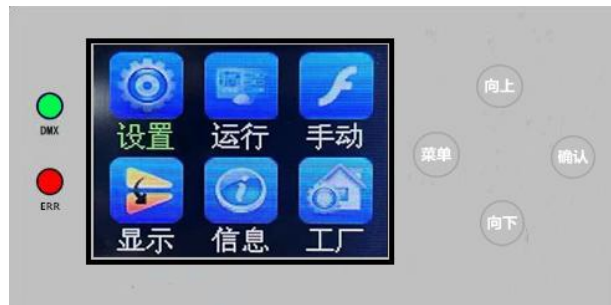 向上
DMX
设置 运行 手动
菜单 确认
ERR
显示 信息 工厂
向下